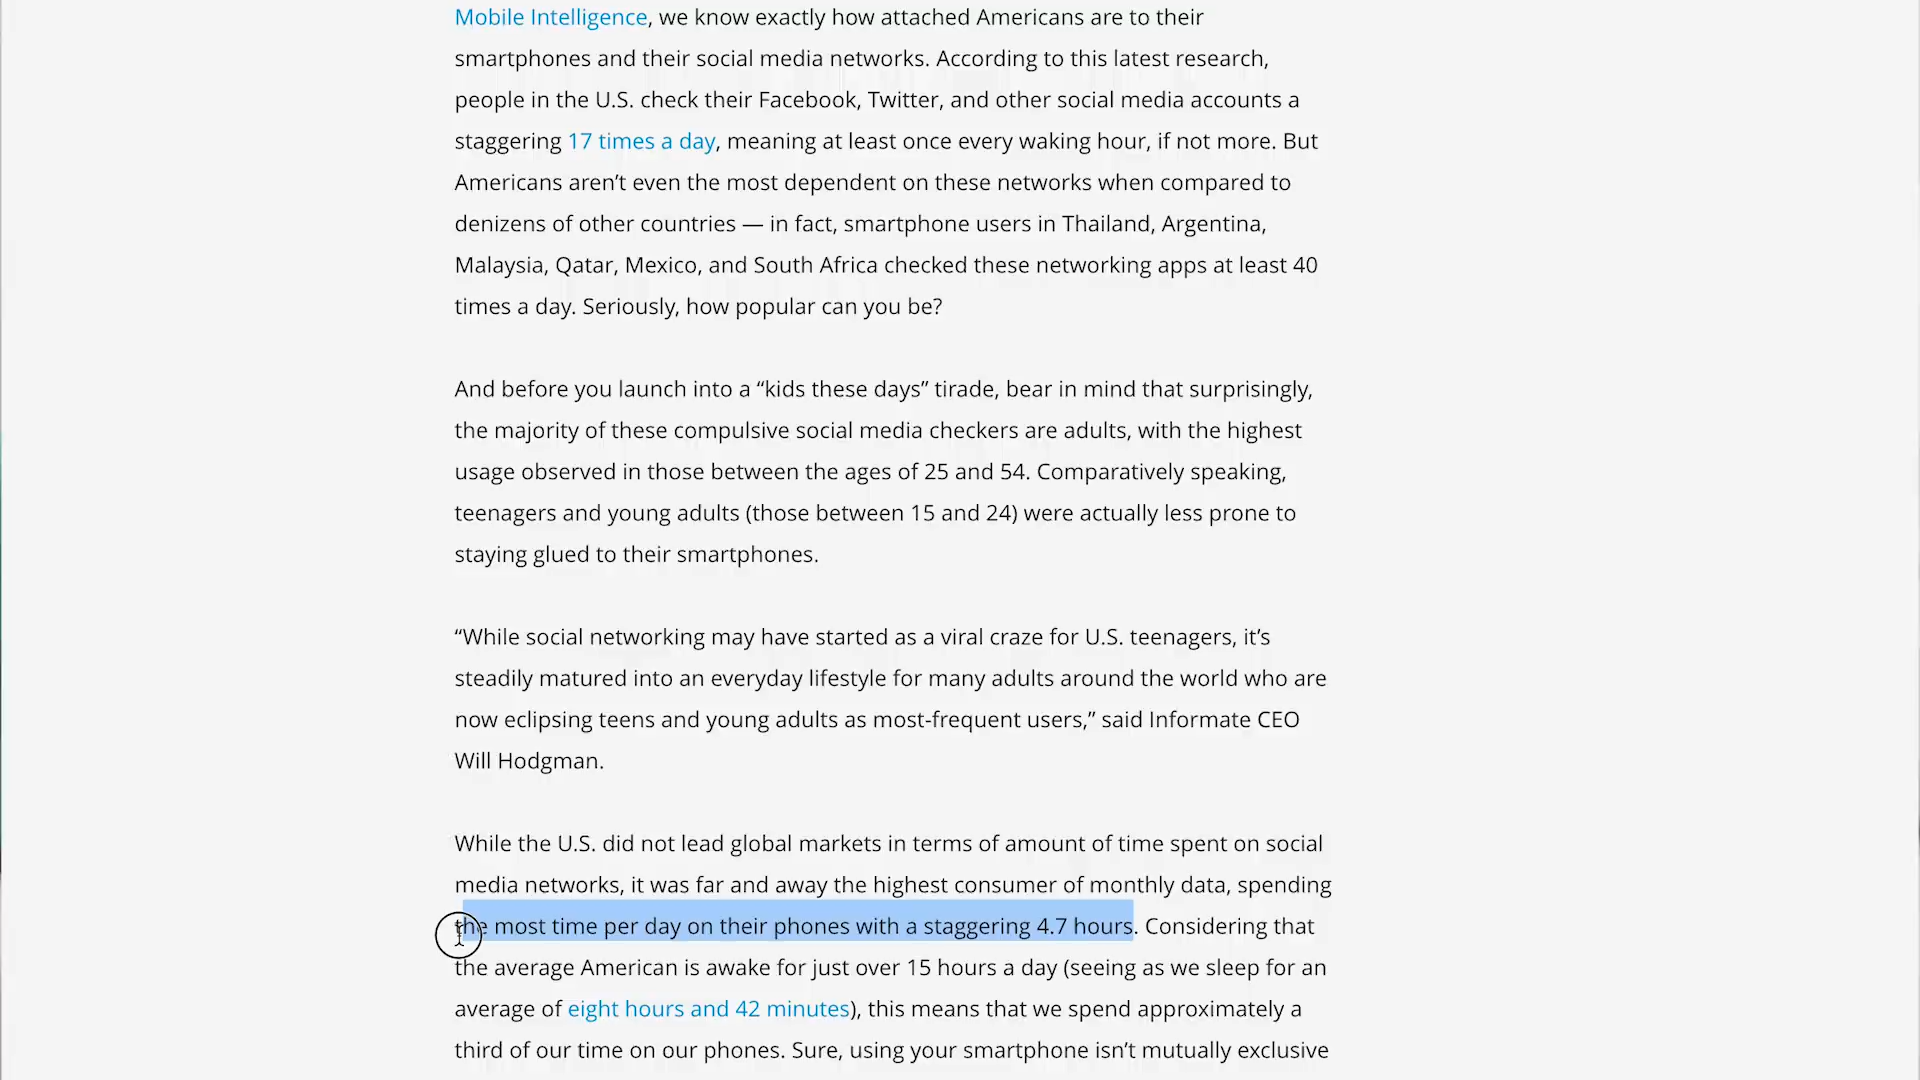 Mobile Intelligence, we know exactly how attached Americans are to their
smartphones and their social media networks. According to this latest research,
people in the U.S. check their Facebook, Twitter, and other social media accounts a
staggering 17 times a day, meaning at least once every waking hour, if not more. But
Americans aren’t even the most dependent on these networks when compared to
denizens of other countries — in fact, smartphone users in Thailand, Argentina,
Malaysia, Qatar, Mexico, and South Africa checked these networking apps at least 40
times a day. Seriously, how popular can you be?
And before you launch into a “kids these days” tirade, bear in mind that surprisingly,
the majority of these compulsive social media checkers are adults, with the highest
usage observed in those between the ages of 25 and 54. Comparatively speaking,
teenagers and young adults (those between 15 and 24) were actually less prone to
staying glued to their smartphones.
“While social networking may have started as a viral craze for U.S. teenagers, it’s
steadily matured into an everyday lifestyle for many adults around the world who are
now eclipsing teens and young adults as most-frequent users,” said Informate CEO
Will Hodgman.
While the U.S. did not lead global markets in terms of amount of time spent on social
media networks, it was far and away the highest consumer of monthly data, spending
the most time per day on their phones with a staggering 4.7 hours. Considering that
the average American is awake for just over 15 hours a day (seeing as we sleep for an
average of eight hours and 42 minutes), this means that we spend approximately a
third of our time on our phones. Sure, using your smartphone isn’t mutually exclusive